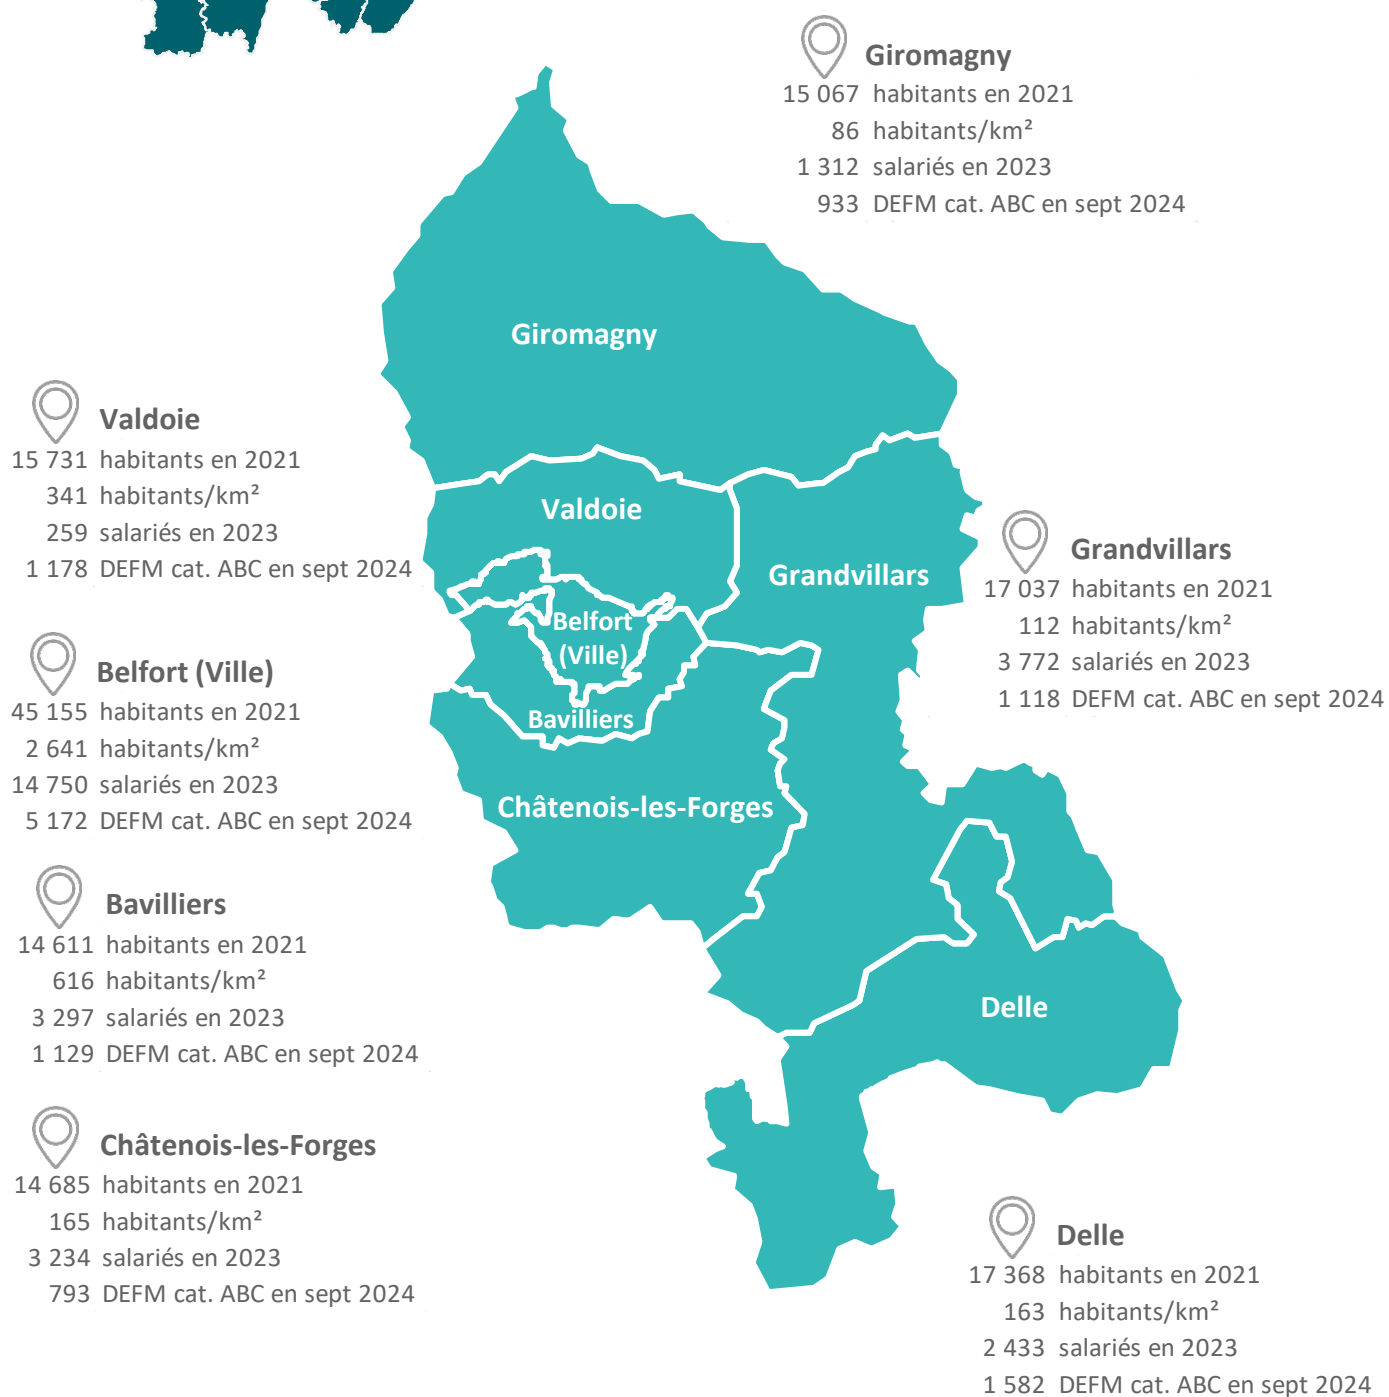 Giromagny
15 067 habitants en 2021
86 habitants/km²
1 312 salariés en 2023
933 DEFM cat. ABC en sept 2024
Giromagny
Valdoie
15 731 habitants en 2021
341 habitants/km²
259 salariés en 2023
1 178 DEFM cat. ABC en sept 2024
Valdoie
Grandvillars
Grandvillars
17 037 habitants en 2021
112 habitants/km²
3 772 salariés en 2023
1 118 DEFM cat. ABC en sept 2024
Belfort
(Ville)
Belfort (Ville)
45 155 habitants en 2021
2 641 habitants/km²
14 750 salariés en 2023
5 172 DEFM cat. ABC en sept 2024
Bavilliers
Châtenois-les-Forges
Bavilliers
14 611 habitants en 2021
616 habitants/km²
3 297 salariés en 2023
1 129 DEFM cat. ABC en sept 2024
Delle
Châtenois-les-Forges
14 685 habitants en 2021
165 habitants/km²
3 234 salariés en 2023
793 DEFM cat. ABC en sept 2024
Delle
17 368 habitants en 2021
163 habitants/km²
2 433 salariés en 2023
1 582 DEFM cat. ABC en sept 2024